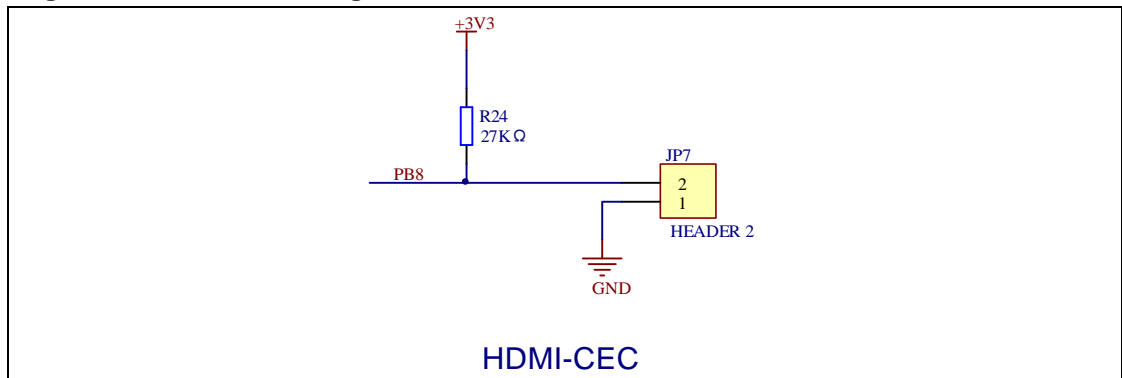 +3V3
R24
27KΩ
PB8
JP7
2
1
HEADER 2
GND
HDMI-CEC